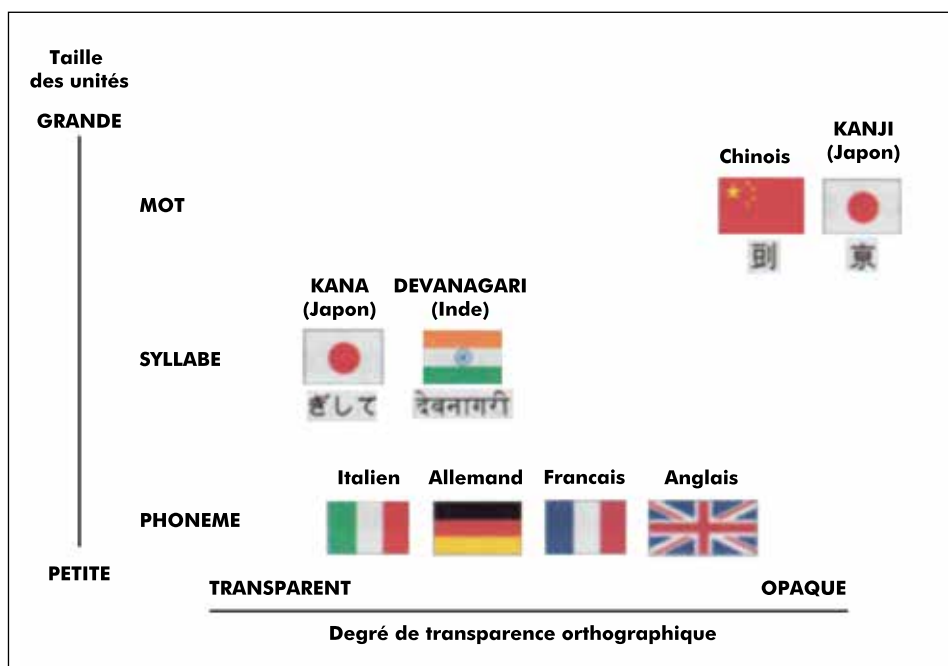 Taille
des unités
GRANDE
KANJI
(Japon)
Chinois
MOT
KANA
(Japon)
DEVANAGARI
(Inde)
SYLLABE
ぎして
देवनागरी
Italien
Allemand
Francais
Anglais
PHONEME
PETITE
TRANSPARENT
OPAQUE
Degré de transparence orthographique